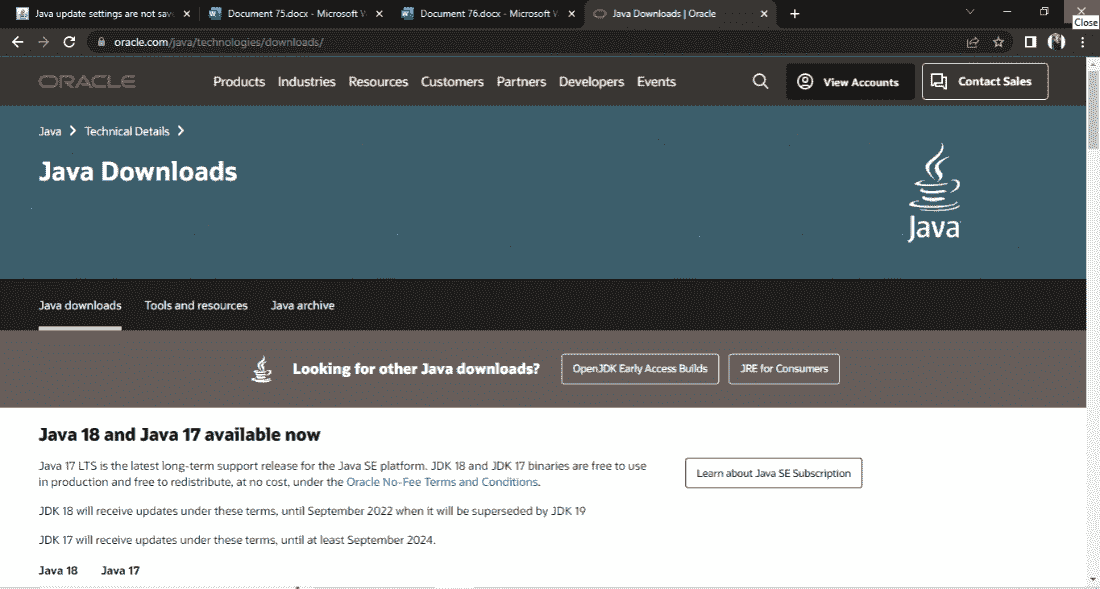 Java update settings are not save
Document 75.docx - Microsoft W
Document 76.docx - Microsoft W
Java Downloads | Oracle
Close
oracle.com/java/technologies/downloads/
ORACLE
Products Industries Resources Customers Partners Developers Events
View Accounts
Contact Sales
Java Technical Details
Java Downloads
Java
Java downloads Tools and resources Java archive
Looking for other Java downloads?
OpenJDK Early Access Builds
JRE for Consumers
Java 18 and Java 17 available now
Java 17 LTS is the latest long-term support release for the Java SE platform. JDK 18 and JDK 17 binaries are free to use
in production and free to redistribute, at no cost, under the Oracle No-Fee Terms and Conditions.
Learn about Java SE Subscription
JDK 18 will receive updates under these terms, until September 2022 when it will be superseded by JDK 19
JDK 17 will receive updates under these terms, until at least September 2024.
Java 18 Java 17